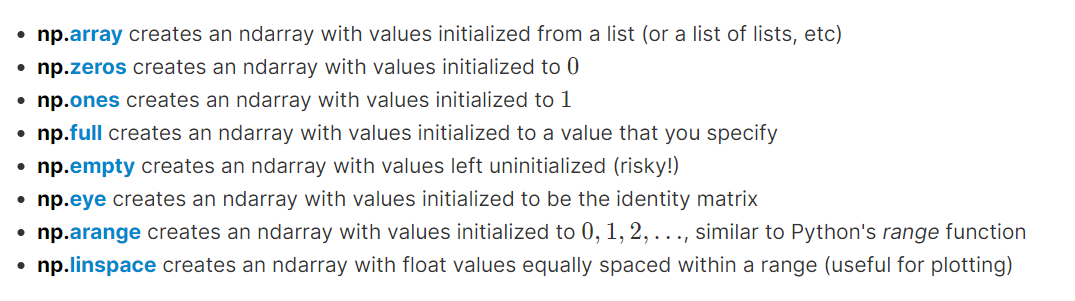 • np.array creates an ndarray with values initialized from a list (or a list of lists, etc)
• np.zeros creates an ndarray with values initialized to 0
• np.ones creates an ndarray with values initialized to 1
• np.full creates an ndarray with values initialized to a value that you specify
• np.empty creates an ndarray with values left uninitialized (risky!)
• np.eye creates an ndarray with values initialized to be the identity matrix
• np.arange creates an ndarray with values initialized to 0, 1, 2, . . ., similar to Python's range function
• np.linspace creates an ndarray with float values equally spaced within a range (useful for plotting)